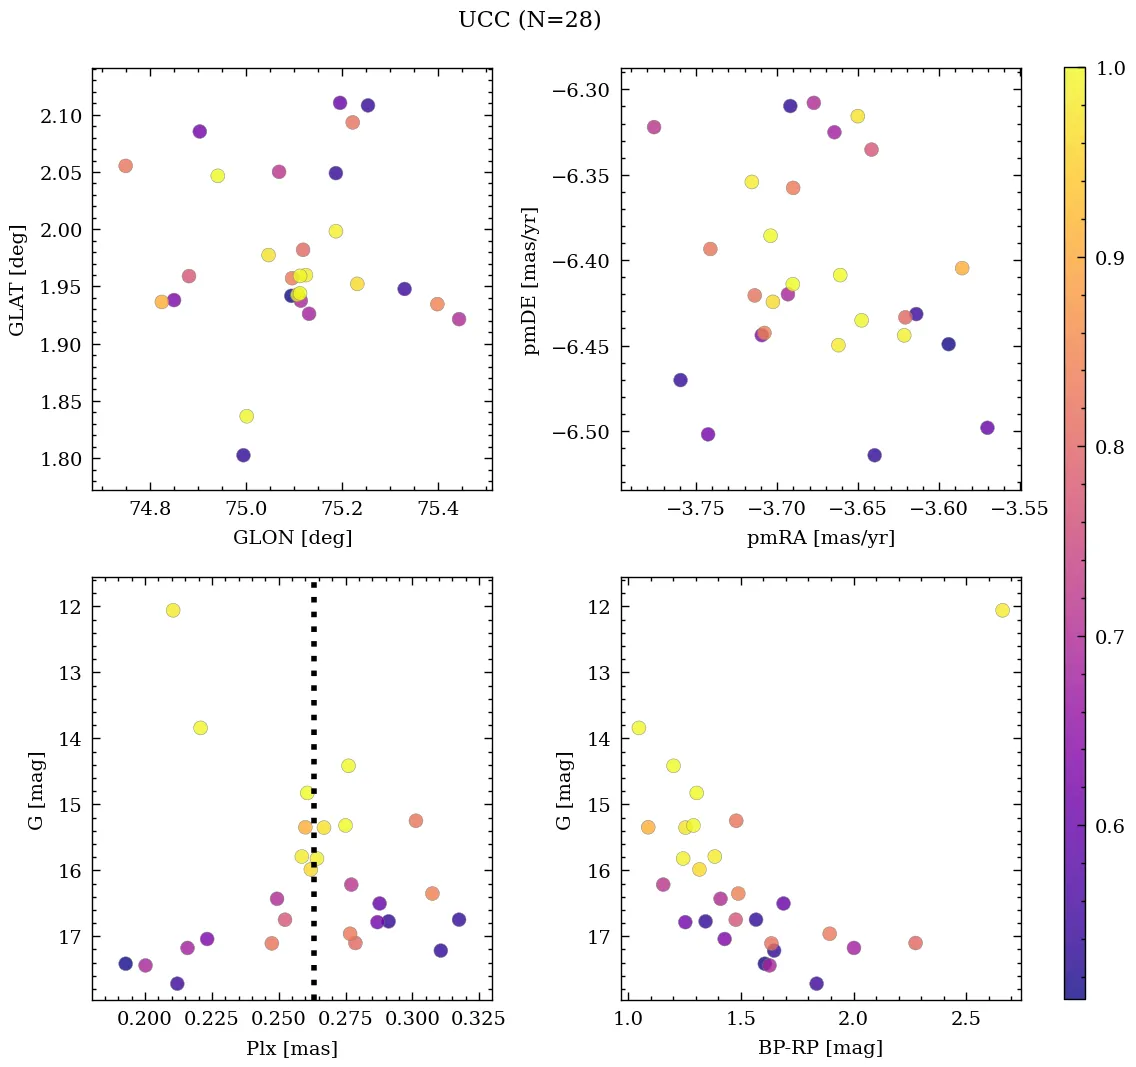 UCC (N=28)
2.10
2.05
2.00
1.95
1.90
1.85
1.80
GLAT [deg]
74.8 75.0 75.2 75.4
GLON [deg]
−6.30
−6.35
−6.40
−6.45
−6.50
pmDE [mas/yr]
−3.75 −3.70 −3.65 −3.60 −3.55
pmRA [mas/yr]
12
13
14
15
16
17
G [mag]
0.200 0.225 0.250 0.275 0.300 0.325
Plx [mas]
12
13
14
15
16
17
G [mag]
1.0 1.5 2.0 2.5
BP-RP [mag]
1.0
0.9
0.8
0.7
0.6